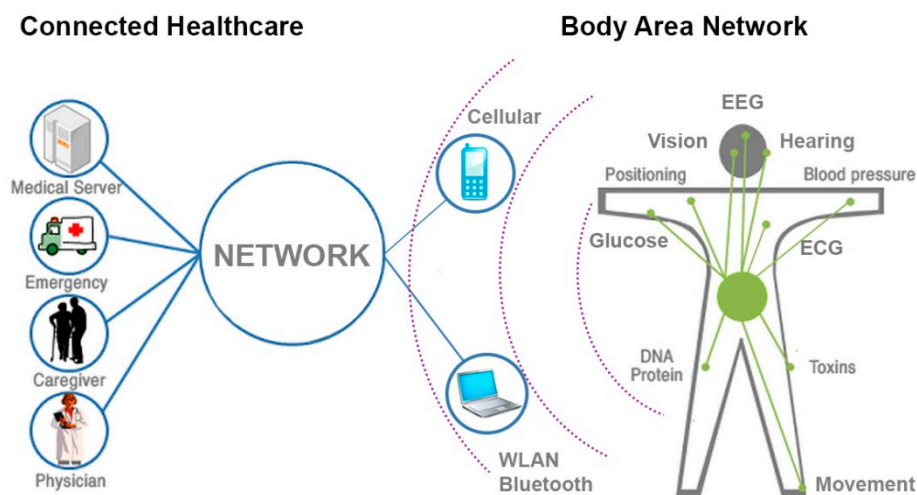 Connected Healthcare
Body Area Network
Medical Server
Emergency
Caregiver
Physician
NETWORK
Cellular
WLAN
Bluetooth
EEG
Vision
Hearing
Positioning
Blood pressure
Glucose
ECG
DNA
Protein
Toxins
Movement